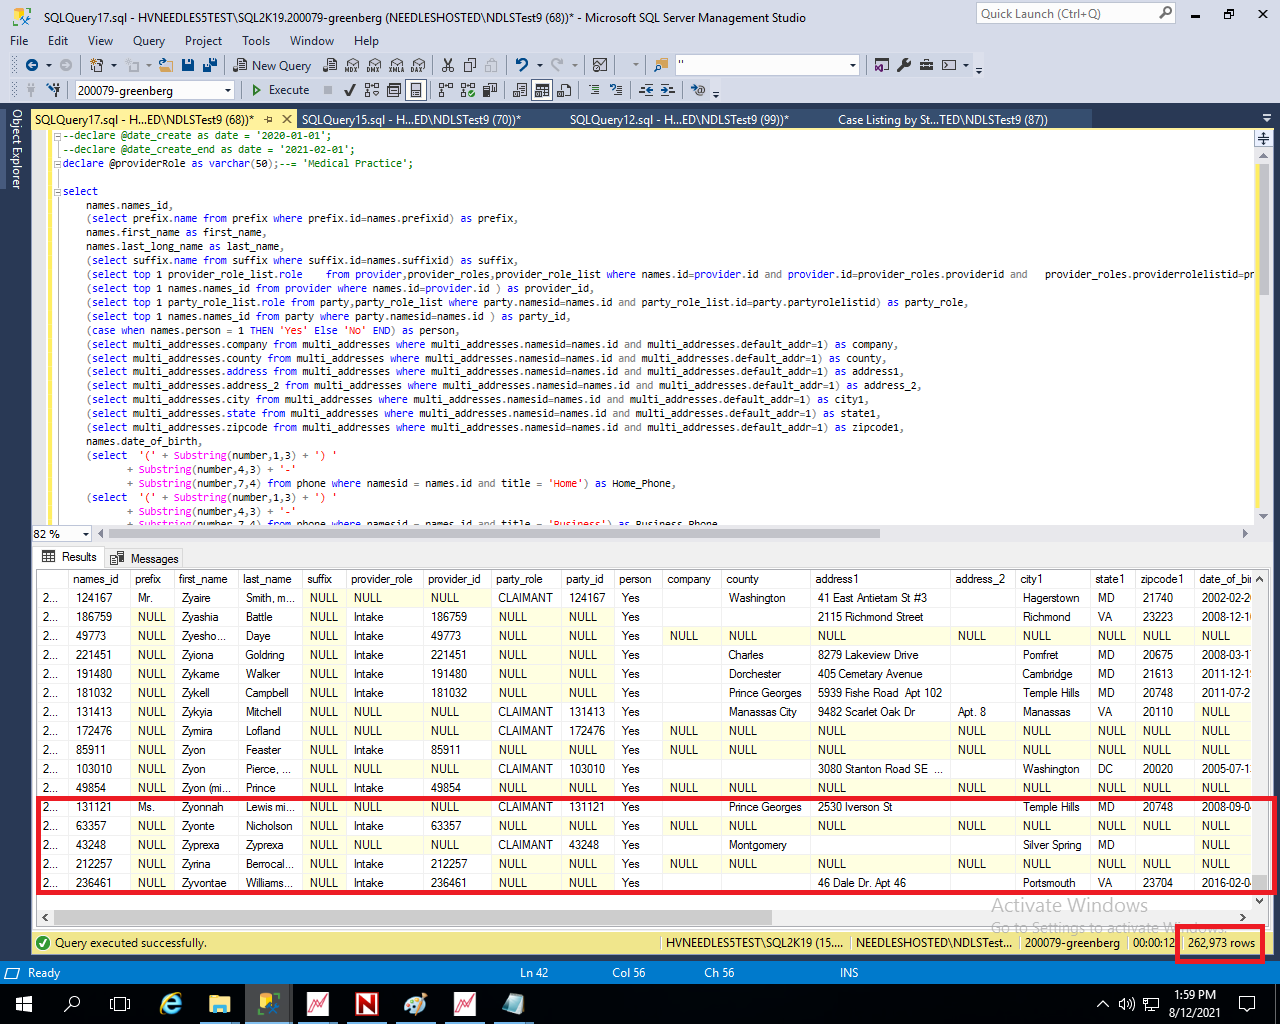 SQLQuery17.sql - HVNEEDLES5TEST\SQL2K19.200079-greenberg (NEEDLESHOSTED\NDLSTest9 (68))* - Microsoft SQL Server Management Studio
Quick Launch (Ctrl+Q)
File Edit View Query Project Tools Window Help
New Query MDX DMX XMLA DAX "
200079-greenberg Execute
Object Explorer
SQLQuery17.sql - H...ED\NDLSTest9 (68))* SQLQuery15.sql - H...ED\NDLSTest9 (70))* SQLQuery12.sql - H...ED\NDLSTest9 (99))* Case Listing by St...TED\NDLSTest9 (87))
--declare @date_create as date = '2020-01-01';
--declare @date_create_end as date = '2021-02-01';
declare @providerRole as varchar(50);--= 'Medical Practice';
select
names.names_id,
(select prefix.name from prefix where prefix.id=names.prefixid) as prefix,
names.first_name as first_name,
names.last_long_name as last_name,
(select suffix.name from suffix where suffix.id=names.suffixid) as suffix,
(select top 1 provider_role_list.role from provider,provider_roles,provider_role_list where names.id=provider.id and provider.id=provider_roles.providerid and provider_roles.providerrolelistid=pr
(select top 1 names.names_id from provider where names.id=provider.id ) as provider_id,
(select top 1 party_role_list.role from party,party_role_list where party.namesid=names.id and party_role_list.id=party.partyrolelistid) as party_role,
(select top 1 names.names_id from party where party.namesid=names.id ) as party_id,
(case when names.person = 1 THEN 'Yes' Else 'No' END) as person,
(select multi_addresses.company from multi_addresses where multi_addresses.namesid=names.id and multi_addresses.default_addr=1) as company,
(select multi_addresses.county from multi_addresses where multi_addresses.namesid=names.id and multi_addresses.default_addr=1) as county,
(select multi_addresses.address from multi_addresses where multi_addresses.namesid=names.id and multi_addresses.default_addr=1) as address1,
(select multi_addresses.address_2 from multi_addresses where multi_addresses.namesid=names.id and multi_addresses.default_addr=1) as address_2,
(select multi_addresses.city from multi_addresses where multi_addresses.namesid=names.id and multi_addresses.default_addr=1) as city1,
(select multi_addresses.state from multi_addresses where multi_addresses.namesid=names.id and multi_addresses.default_addr=1) as state1,
(select multi_addresses.zipcode from multi_addresses where multi_addresses.namesid=names.id and multi_addresses.default_addr=1) as zipcode1,
names.date_of_birth,
(select '(' + Substring(number,1,3) + ') '
+ Substring(number,4,3) + '-'
+ Substring(number,7,4) from phone where namesid = names.id and title = 'Home') as Home_Phone,
(select '(' + Substring(number,1,3) + ') '
+ Substring(number,4,3) + '-'
+ Substring(number,7,4) from phone where namesid = names.id and title = 'Business') as Business_Phone
82 %
Results Messages
names_id prefix first_name last_name suffix provider_role provider_id party_role party_id person company county address1 address_2 city1 state1 zipcode1 date_of_bi
2... 124167 Mr. Zyaire Smith, m... NULL NULL NULL CLAIMANT 124167 Yes Washington 41 East Antietam St #3 Hagerstown MD 21740 2002-02-2
2... 186759 NULL Zyashia Battle NULL Intake 186759 NULL NULL Yes 2115 Richmond Street Richmond VA 23223 2008-12-1
2... 49773 NULL Zyesho... Daye NULL Intake 49773 NULL NULL Yes NULL NULL NULL NULL NULL NULL NULL NULL
2... 221451 NULL Zyiona Goldring NULL Intake 221451 NULL NULL Yes Charles 8279 Lakeview Drive Pomfret MD 20675 2008-03-1
2... 191480 NULL Zykame Walker NULL Intake 191480 NULL NULL Yes Dorchester 405 Cemetary Avenue Cambridge MD 21613 2011-12-1
2... 181032 NULL Zykell Campbell NULL Intake 181032 NULL NULL Yes Prince Georges 5939 Fishe Road Apt 102 Temple Hills MD 20748 2011-07-2
2... 131413 NULL Zykyia Mitchell NULL NULL NULL CLAIMANT 131413 Yes Manassas City 9482 Scarlet Oak Dr Apt. 8 Manassas VA 20110 NULL
2... 172476 NULL Zymira Lofland NULL NULL NULL CLAIMANT 172476 Yes NULL NULL NULL NULL NULL NULL NULL NULL
2... 85911 NULL Zyon Feaster NULL Intake 85911 NULL NULL Yes NULL NULL NULL NULL NULL NULL NULL NULL
2... 103010 NULL Zyon Pierce, ... NULL NULL NULL CLAIMANT 103010 Yes 3080 Stanton Road SE ... Washington DC 20020 2005-07-1
2... 49854 NULL Zyon (mi... Prince NULL Intake 49854 NULL NULL Yes NULL NULL NULL NULL NULL NULL NULL NULL
2... 131121 Ms. Zyonnah Lewis mi... NULL NULL NULL CLAIMANT 131121 Yes Prince Georges 2530 Iverson St Temple Hills MD 20748 2008-09-0
2... 63357 NULL Zyonte Nicholson NULL Intake 63357 NULL NULL Yes NULL NULL NULL NULL NULL NULL NULL NULL
2... 43248 NULL Zyprexa Zyprexa NULL NULL NULL CLAIMANT 43248 Yes Montgomery Silver Spring MD NULL
2... 212257 NULL Zyrina Berrocal... NULL Intake 212257 NULL NULL Yes NULL NULL NULL NULL NULL NULL NULL NULL
2... 236461 NULL Zyvontae Williams... NULL Intake 236461 NULL NULL Yes 46 Dale Dr. Apt 46 Portsmouth VA 23704 2016-02-0
Activate Windows
Go to Settings to activate Windows.
Query executed successfully. HVNEEDLES5TEST\SQL2K19 (15.... NEEDLESHOSTED\NDLSTest... 200079-greenberg 00:00:12 262,973 rows
Ready Ln 42 Col 56 Ch 56 INS
1:59 PM
8/12/2021